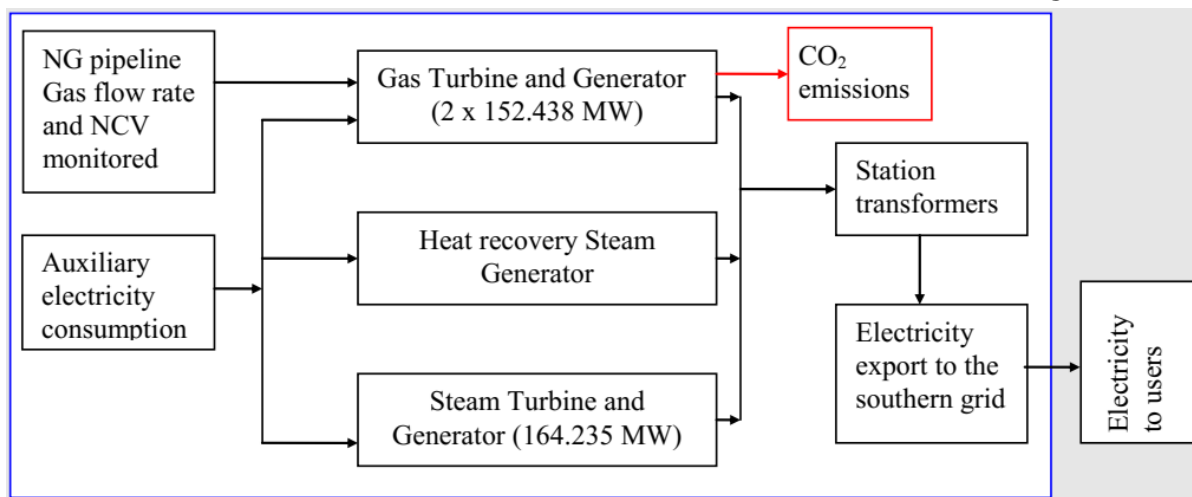 NG pipeline
Gas flow rate
and NCV
monitored
Gas Turbine and Generator
(2 x 152.438 MW)
CO₂
emissions
Station
transformers
Auxiliary
electricity
consumption
Heat recovery Steam
Generator
Steam Turbine and
Generator (164.235 MW)
Electricity
export to the
southern grid
Electricity
to users